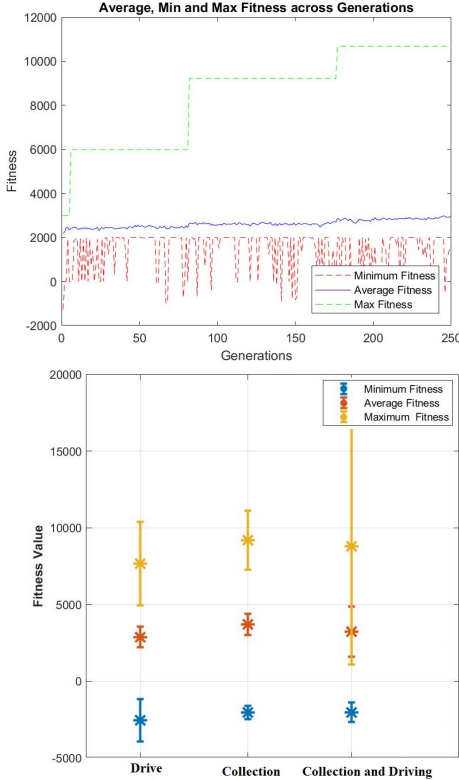 Average, Min and Max Fitness across Generations
12000
10000
8000
6000
4000
2000
0
-2000
Fitness
0
50
100
150
200
250
Generations
Minimum Fitness
Average Fitness
Max Fitness
20000
15000
10000
5000
0
-5000
Fitness Value
Minimum Fitness
Average Fitness
Maximum Fitness
Drive
Collection
Collection and Driving